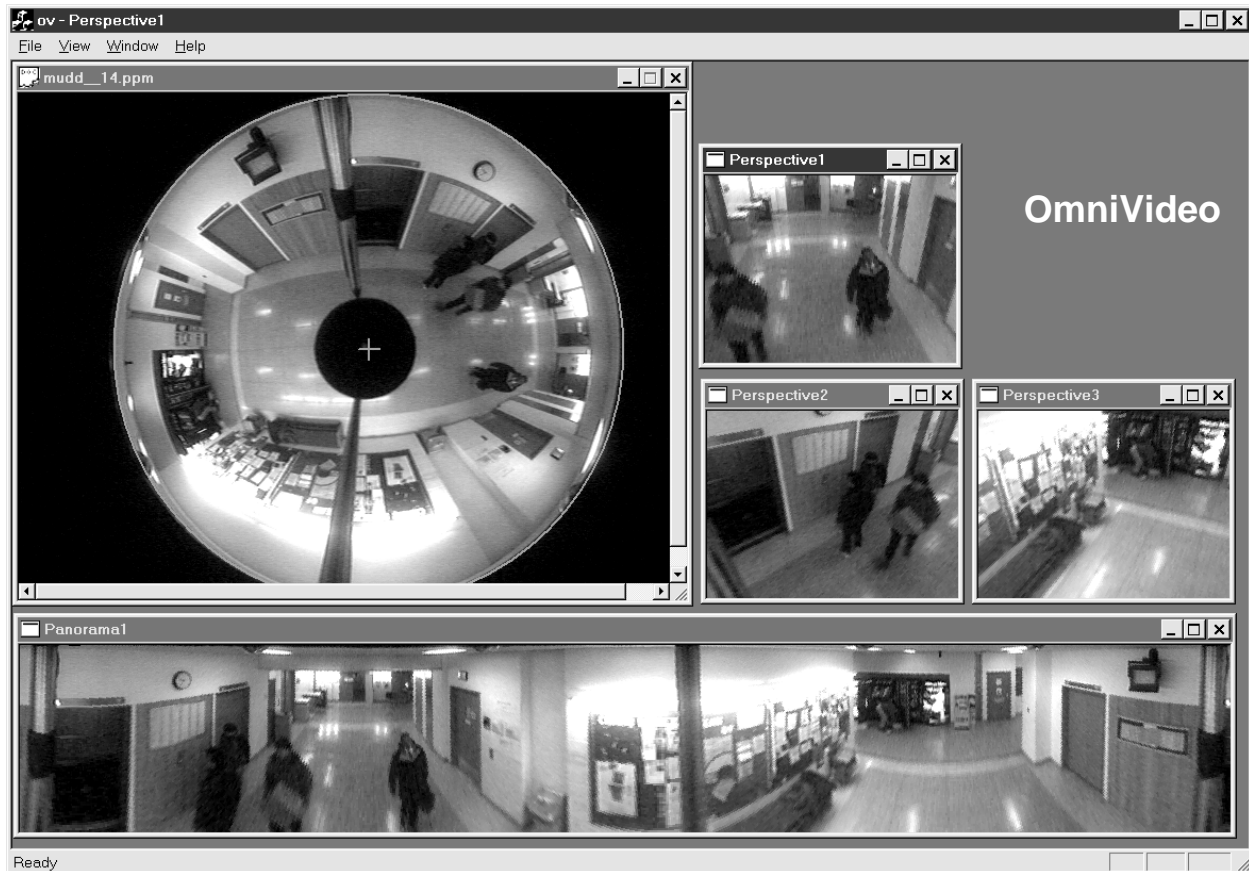 ov - Perspective1
File View Window Help
mudd__14.ppm
Perspective1
OmniVideo
Perspective2
Perspective3
Panorama1
Ready